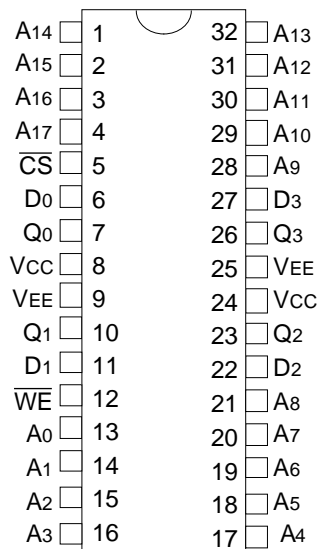 A14 1 32 A13
A15 2 31 A12
A16 3 30 A11
A17 4 29 A10
C̅S̅ 5 28 A9
D0 6 27 D3
Q0 7 26 Q3
VCC 8 25 VEE
VEE 9 24 VCC
Q1 10 23 Q2
D1 11 22 D2
W̅E̅ 12 21 A8
A0 13 20 A7
A1 14 19 A6
A2 15 18 A5
A3 16 17 A4